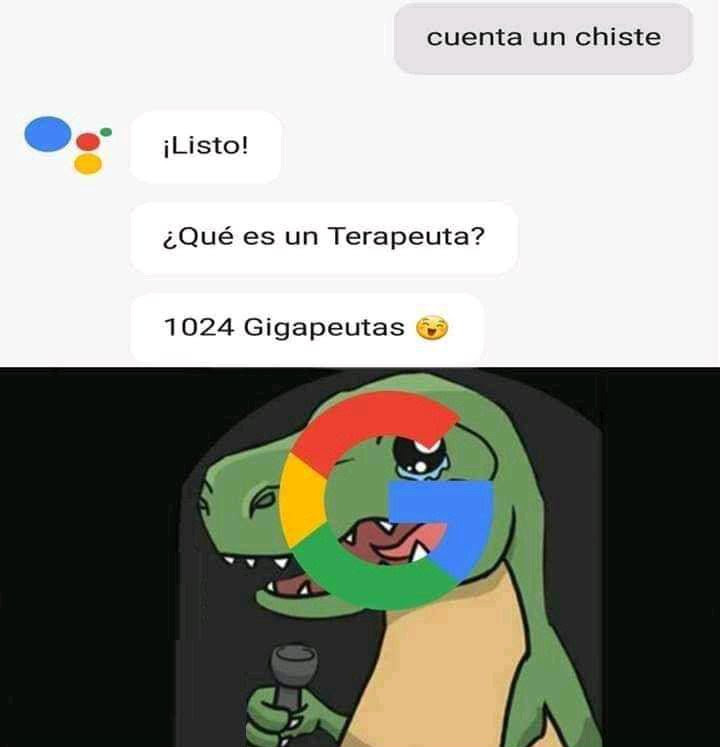 cuenta un chiste
¡Listo!
¿Qué es un Terapeuta?
1024 Gigapeutas 😄